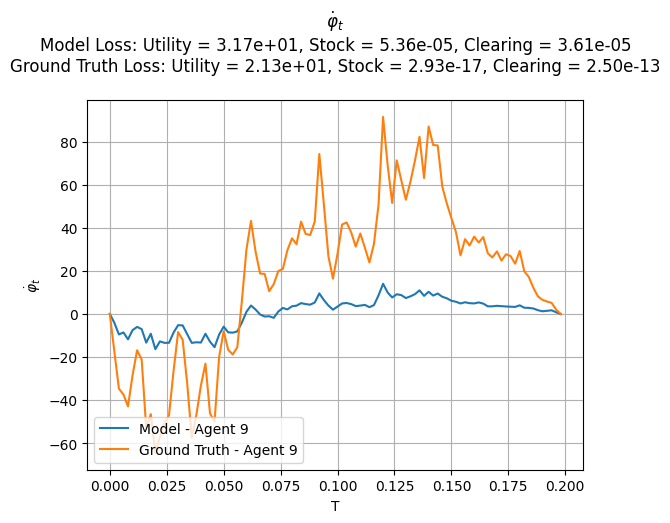 φ̇ₜ
Model Loss: Utility = 3.17e+01, Stock = 5.36e-05, Clearing = 3.61e-05
Ground Truth Loss: Utility = 2.13e+01, Stock = 2.93e-17, Clearing = 2.50e-13
80
60
40
20
0
−20
−40
−60
φ̇ₜ
Model - Agent 9
Ground Truth - Agent 9
0.000 0.025 0.050 0.075 0.100 0.125 0.150 0.175 0.200
T